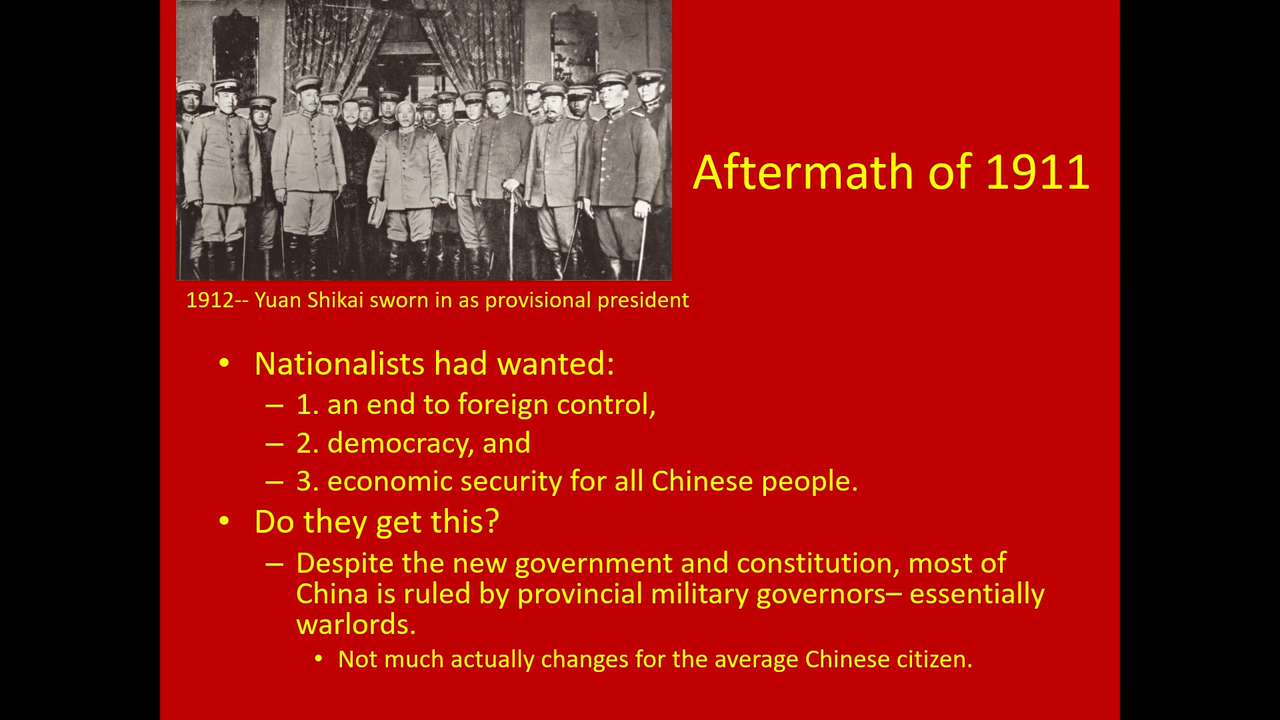 Aftermath of 1911
1912-- Yuan Shikai sworn in as provisional president
• Nationalists had wanted:
– 1. an end to foreign control,
– 2. democracy, and
– 3. economic security for all Chinese people.
• Do they get this?
– Despite the new government and constitution, most of
China is ruled by provincial military governors– essentially
warlords.
• Not much actually changes for the average Chinese citizen.